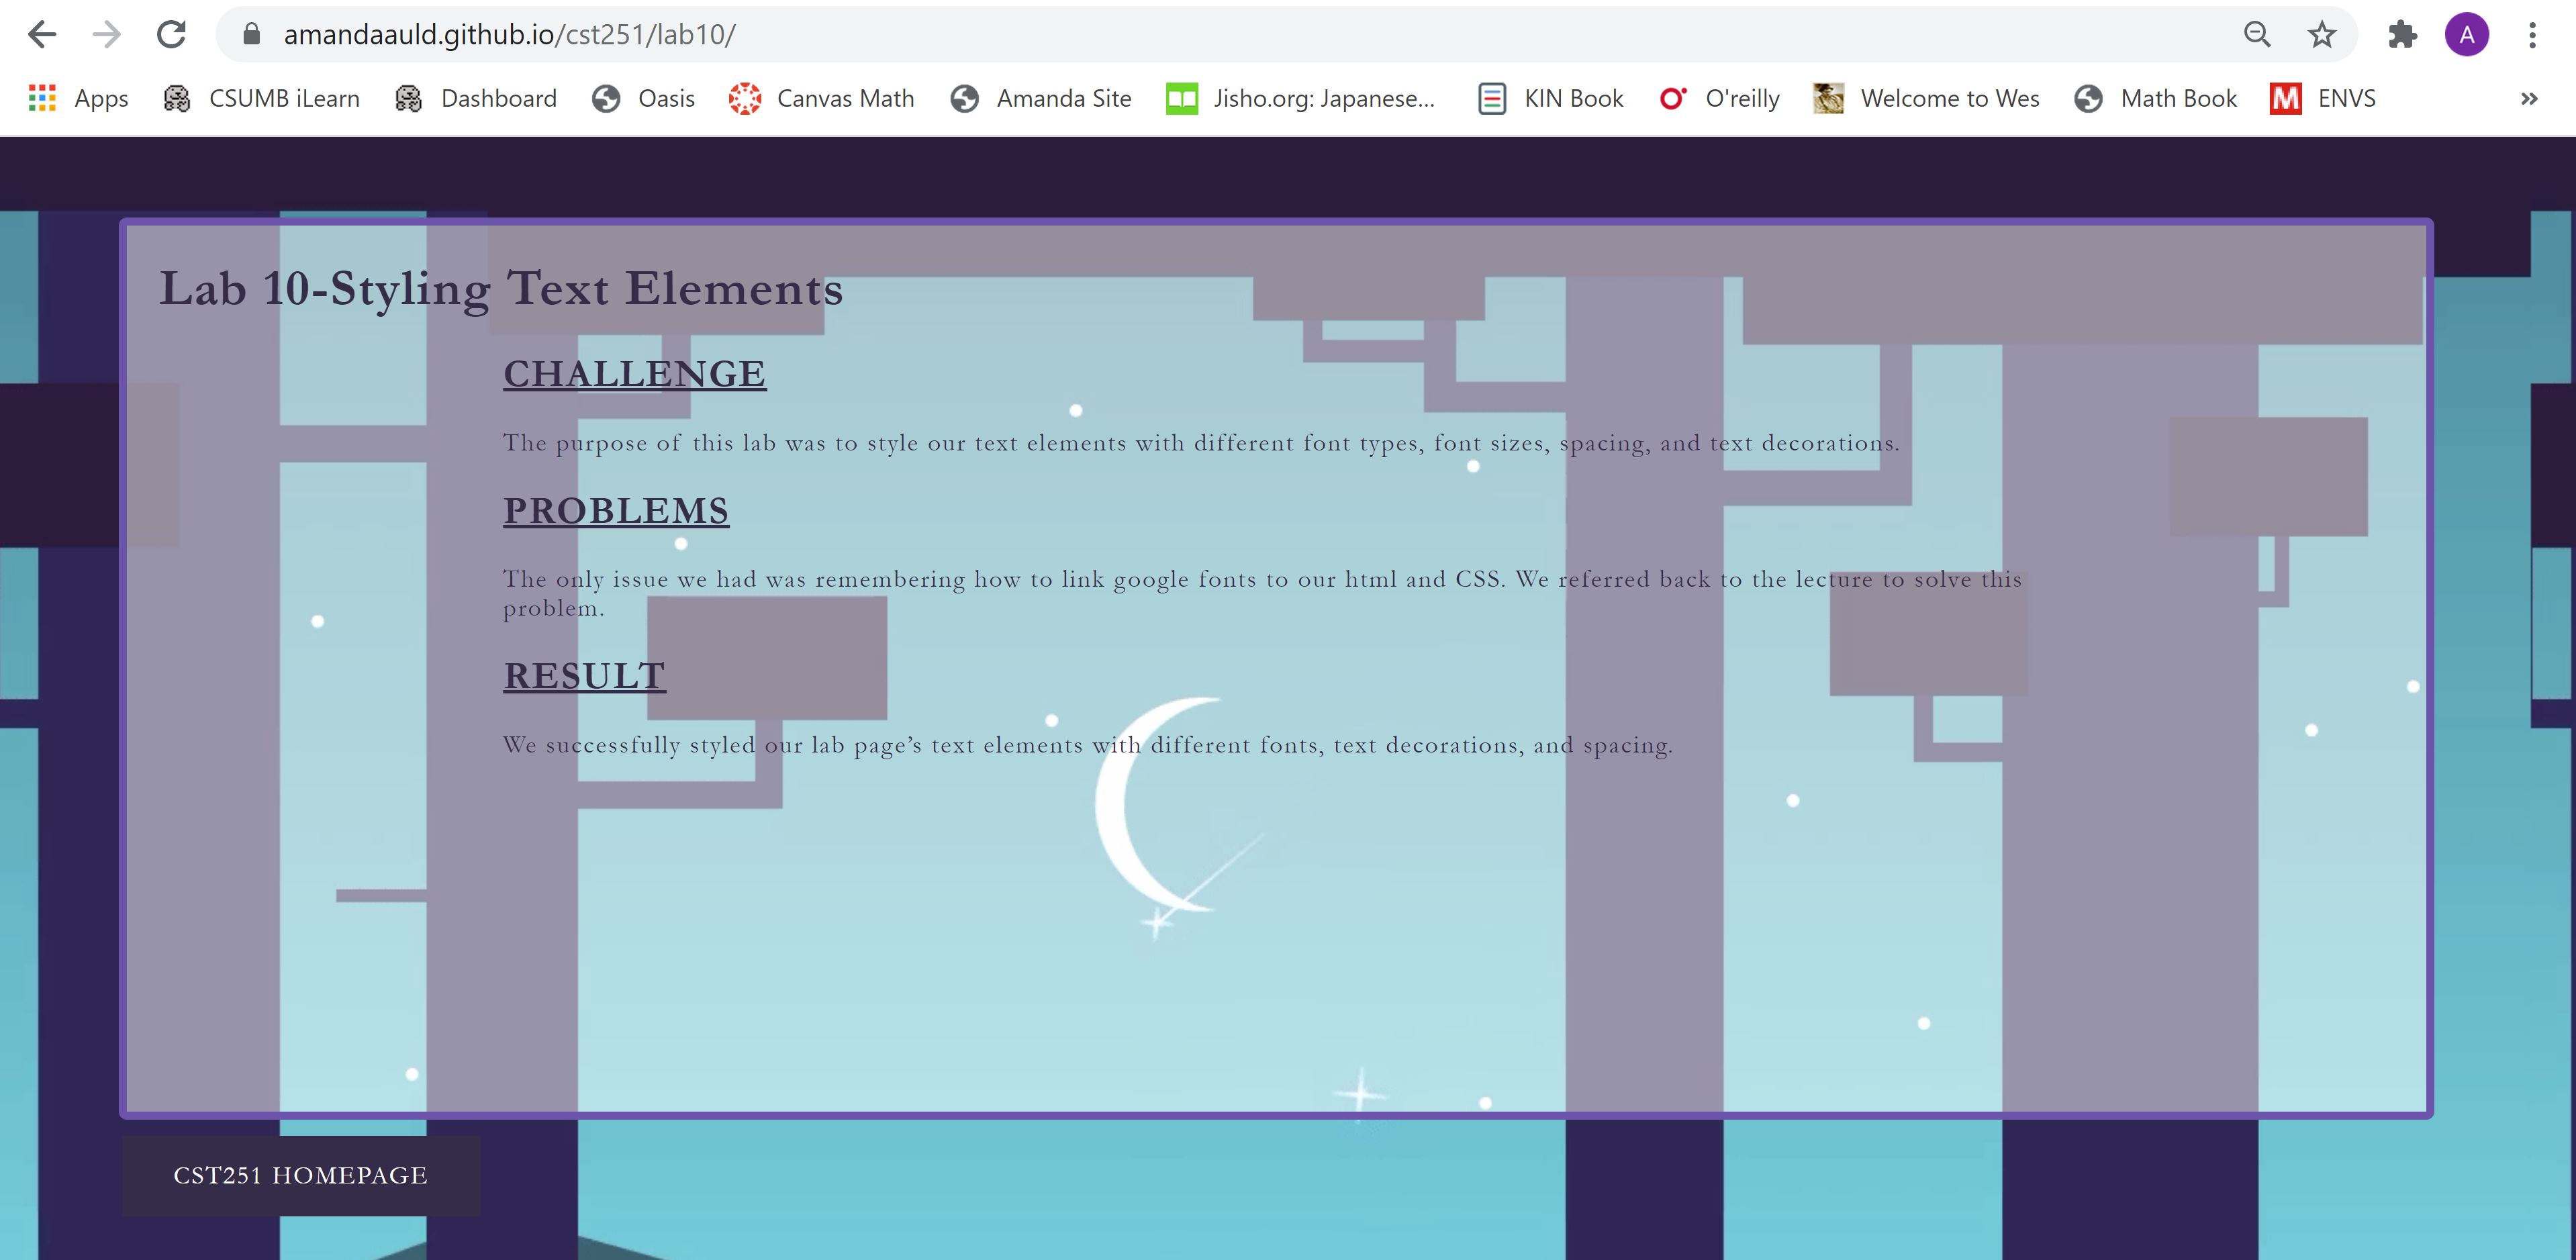 amandaauld.github.io/cst251/lab10/
A
Apps CSUMB iLearn Dashboard Oasis Canvas Math Amanda Site Jisho.org: Japanese... KIN Book O'reilly Welcome to Wes Math Book M ENVS »
Lab 10-Styling Text Elements
CHALLENGE
The purpose of this lab was to style our text elements with different font types, font sizes, spacing, and text decorations.
PROBLEMS
The only issue we had was remembering how to link google fonts to our html and CSS. We referred back to the lecture to solve this
problem.
RESULT
We successfully styled our lab page’s text elements with different fonts, text decorations, and spacing.
CST251 HOMEPAGE